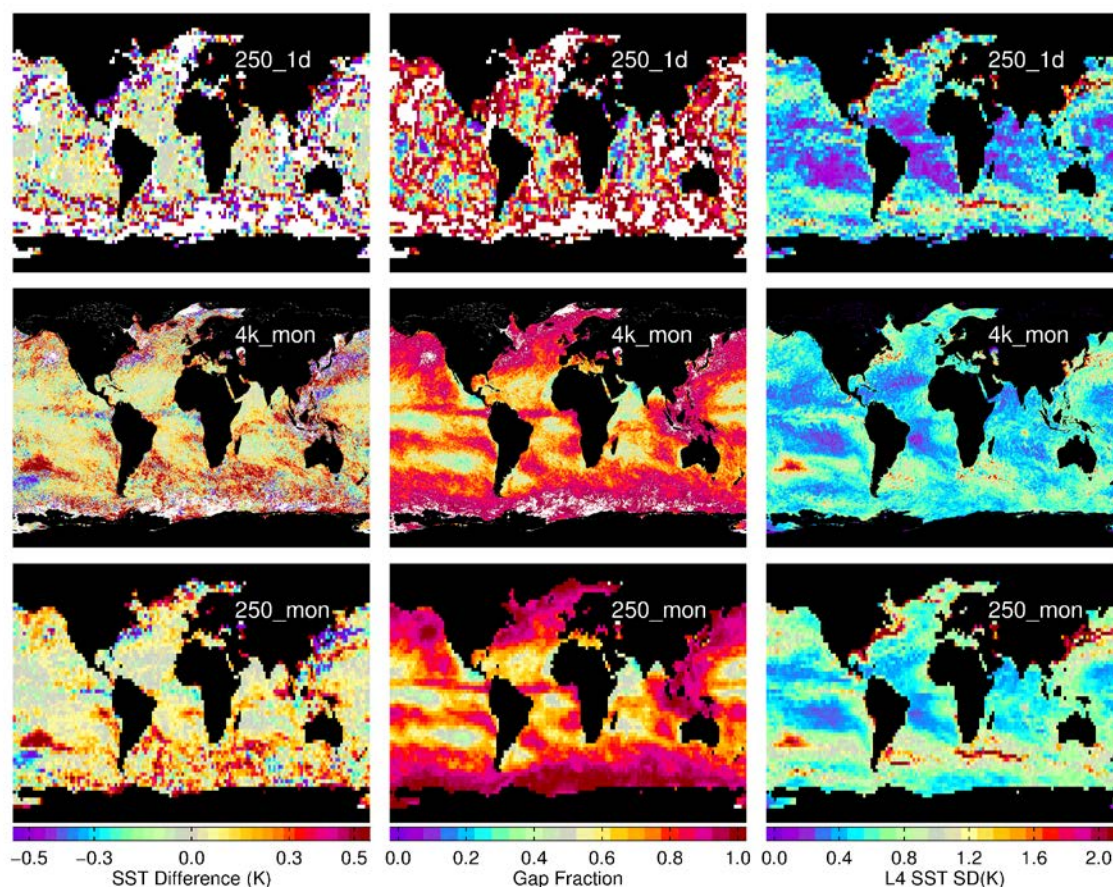 250_1d 250_1d 250_1d
4k_mon 4k_mon 4k_mon
250_mon 250_mon 250_mon
−0.5 −0.3 0.0 0.3 0.5 0.0 0.2 0.4 0.6 0.8 1.0 0.0 0.4 0.8 1.2 1.6 2.0
SST Difference (K) Gap Fraction L4 SST SD(K)